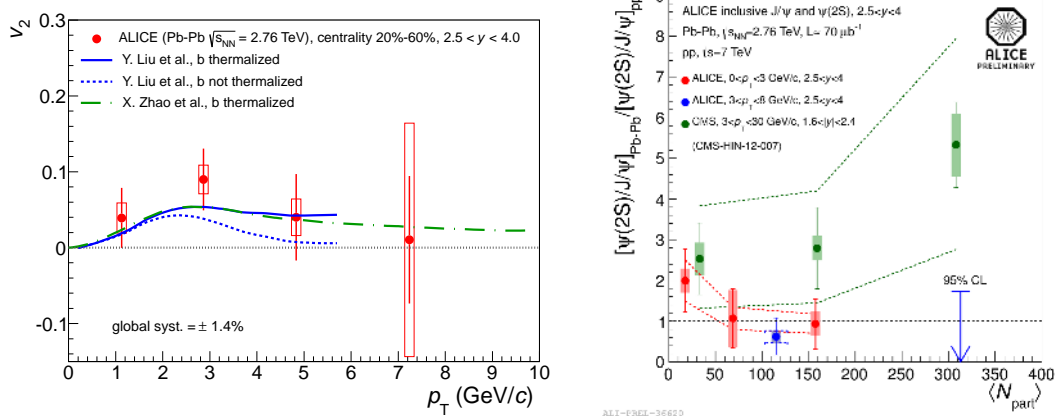 v2
0.3
0.2
0.1
0
-0.1
ALICE (Pb-Pb √sNN = 2.76 TeV), centrality 20%-60%, 2.5 < y < 4.0
Y. Liu et al., b thermalized
Y. Liu et al., b not thermalized
X. Zhao et al., b thermalized
global syst. = ± 1.4%
0 1 2 3 4 5 6 7 8 9 10
pT (GeV/c)
[ψ(2S)/J/ψ]Pb-Pb/[ψ(2S)/J/ψ]pp
8
7
6
5
4
3
2
1
0
ALICE inclusive J/ψ and ψ(2S), 2.5<y<4
Pb-Pb, √sNN=2.76 TeV, L= 70 μb⁻¹
pp, √s=7 TeV
ALICE
PRELIMINARY
ALICE, 0<pT<3 GeV/c, 2.5<y<4
ALICE, 3<pT<8 GeV/c, 2.5<y<4
CMS, 3<pT<30 GeV/c, 1.6<|y|<2.4
(CMS-HIN-12-007)
95% CL
0 50 100 150 200 250 300 350 400
⟨Npart⟩
ALI-PREL-36620